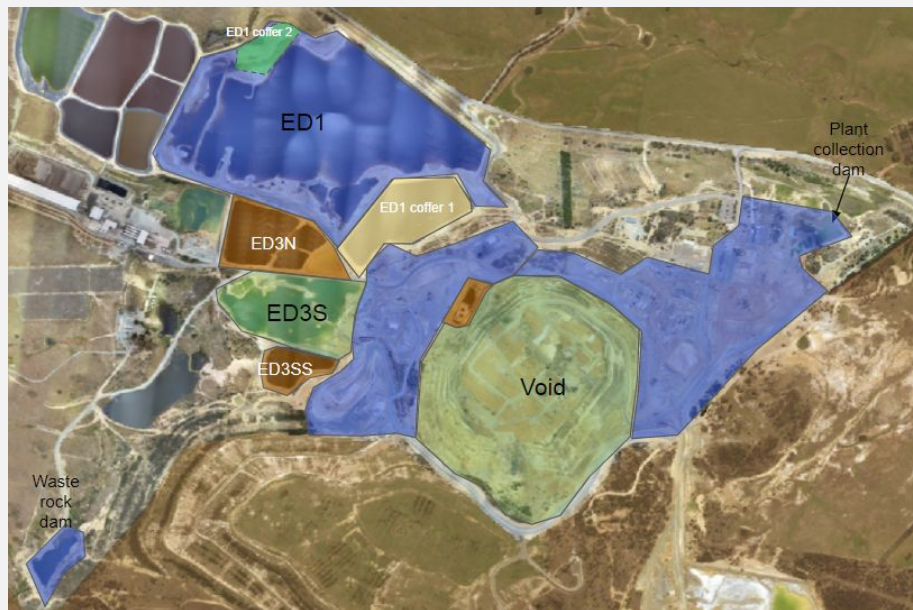 ED1 coffer 2
ED1
Plant
collection
dam
ED1 coffer 1
ED3N
ED3S
ED3SS
Void
Waste
rock
dam